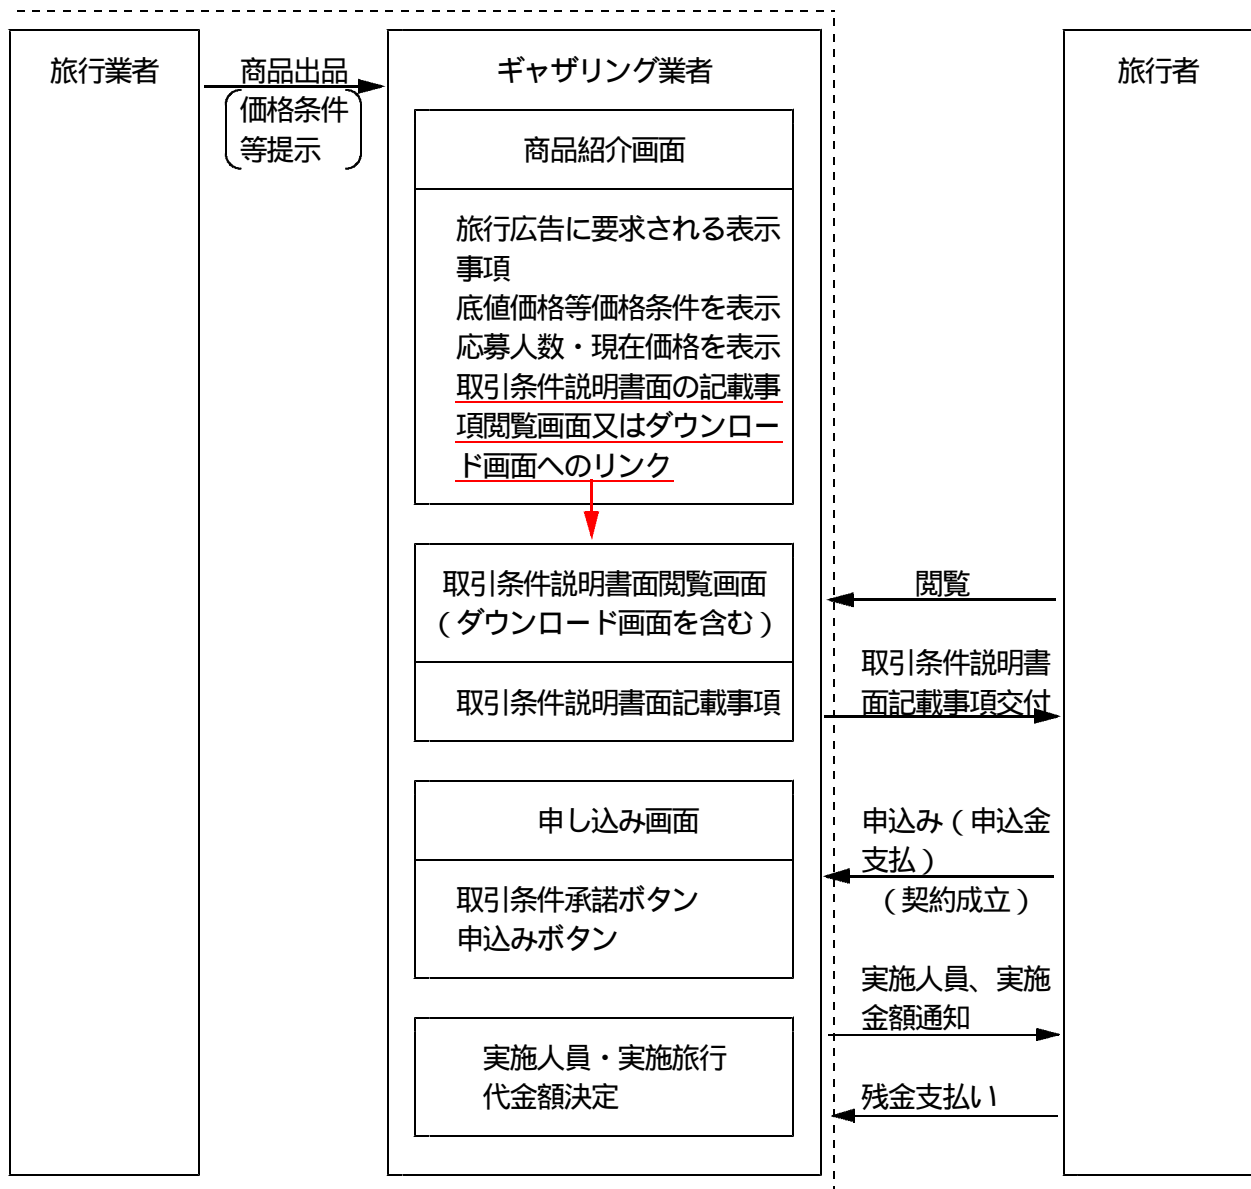 旅行業者
商品出品
価格条件
等提示
ギャザリング業者
商品紹介画面
旅行広告に要求される表示
事項
底値価格等価格条件を表示
応募人数・現在価格を表示
取引条件説明書面の記載事
項閲覧画面又はダウンロー
ド画面へのリンク
取引条件説明書面閲覧画面
（ダウンロード画面を含む）
取引条件説明書面記載事項
申し込み画面
取引条件承諾ボタン
申込みボタン
実施人員・実施旅行
代金額決定
旅行者
閲覧
取引条件説明書
面記載事項交付
申込み（申込金
支払）
（契約成立）
実施人員、実施
金額通知
残金支払い